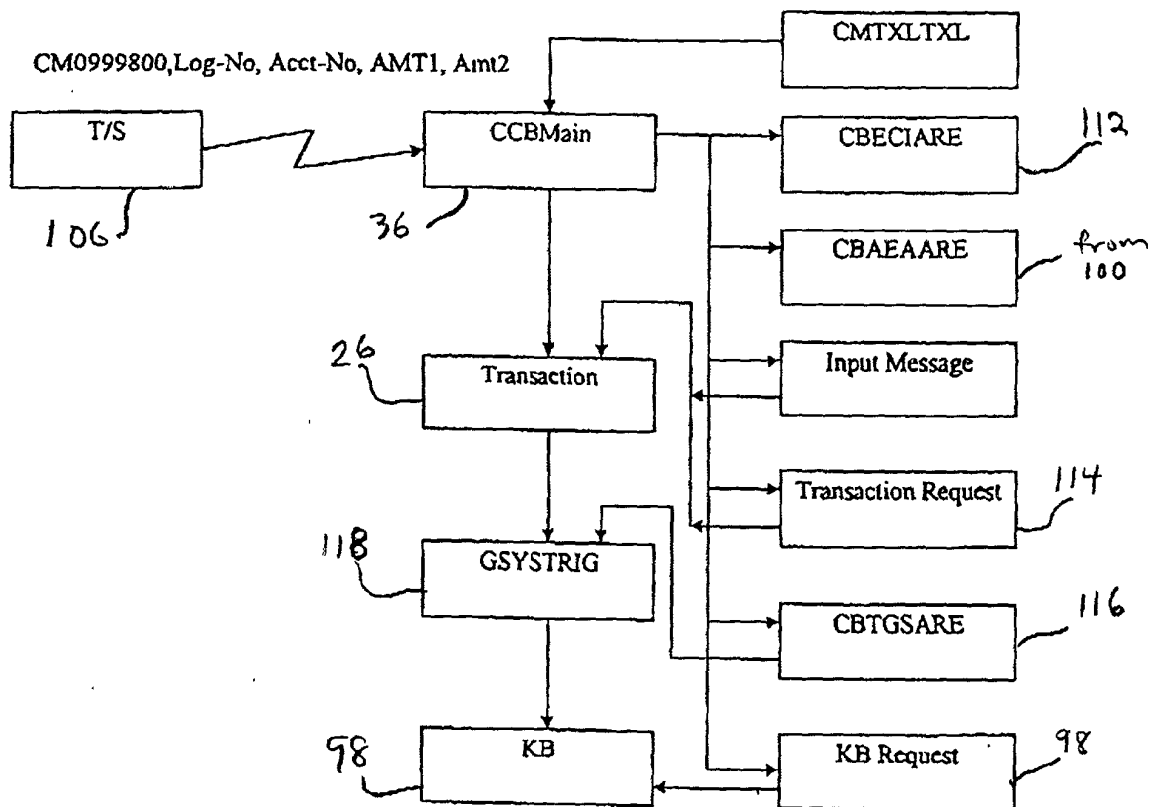 CMTXLTXL
CM0999800,Log-No, Acct-No, AMT1, Amt2
T/S
CCBMain
CBECIARE
112
106
36
CBAEAARE
from
100
26
Transaction
Input Message
Transaction Request
114
118
GSYSTRIG
CBTGSARE
116
98
KB
KB Request
98